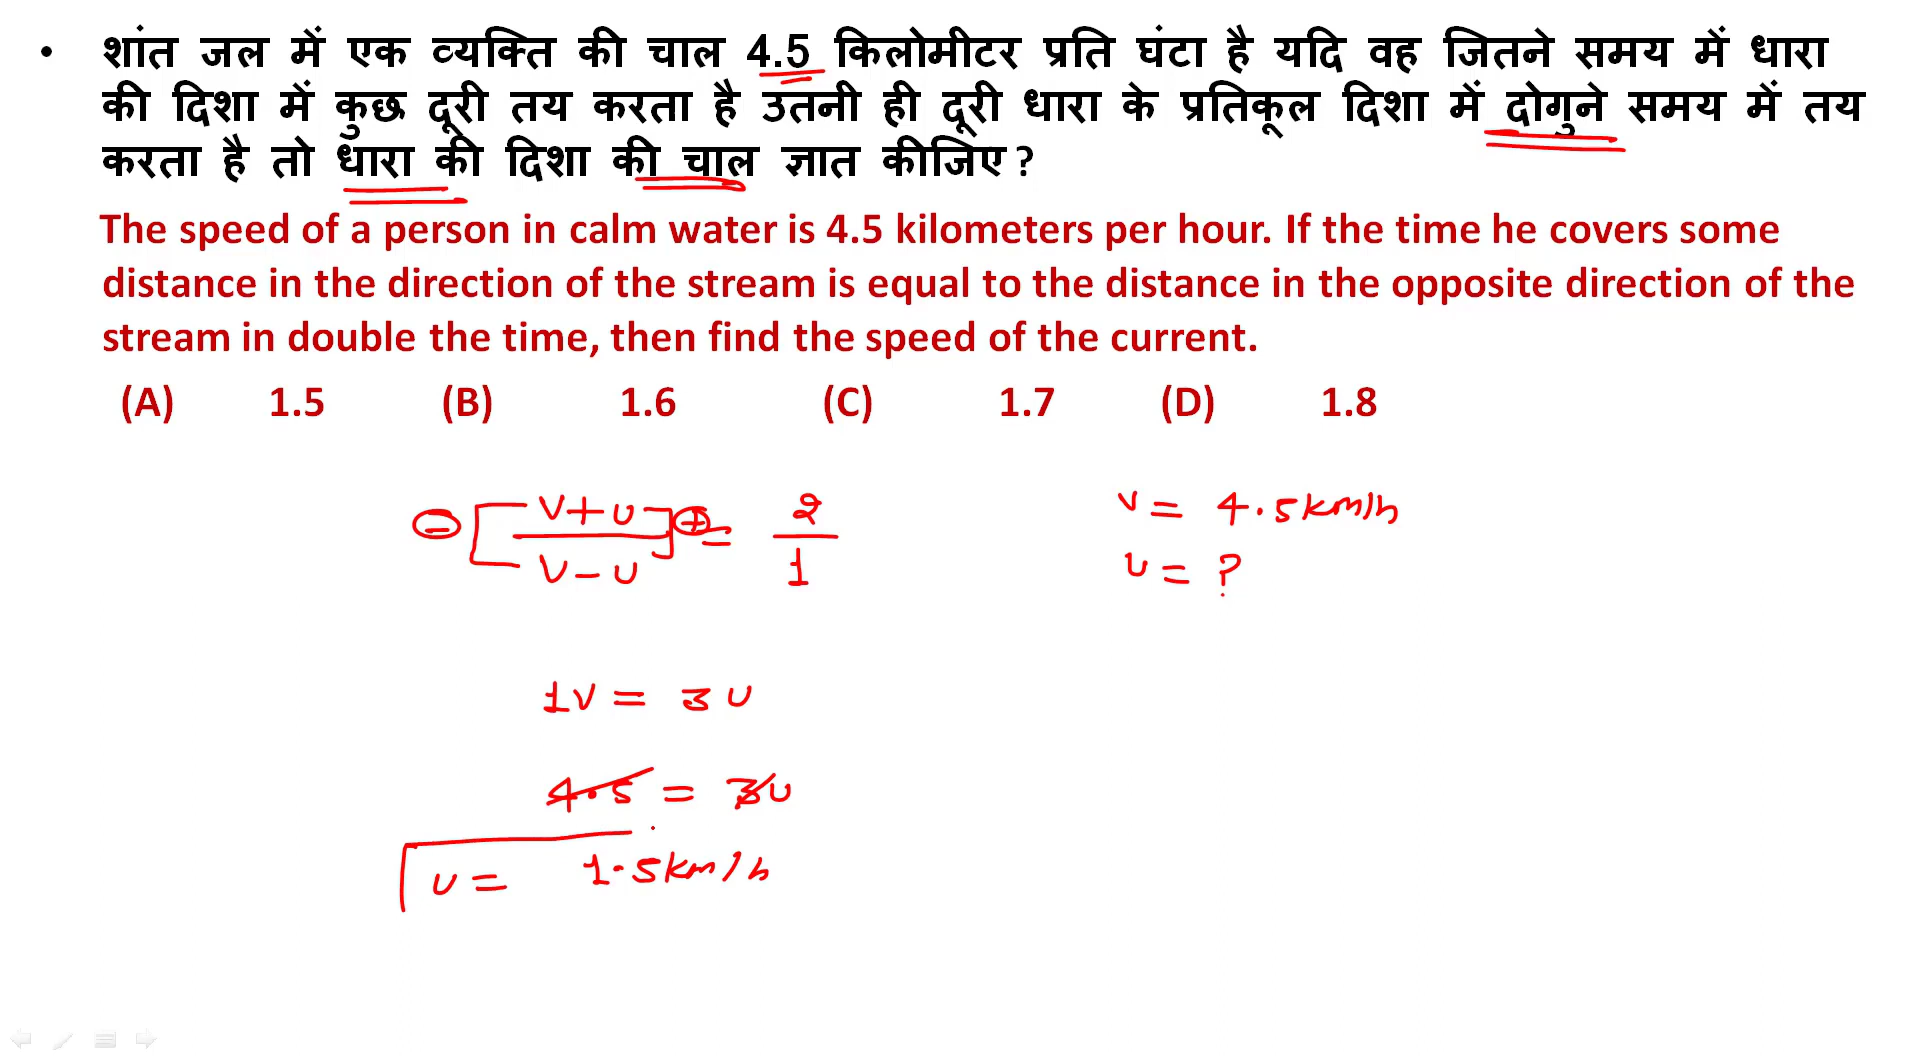 • शांत जल में एक व्यक्ति की चाल 4.5 किलोमीटर प्रति घंटा है यदि वह जितने समय में धारा
की दिशा में कुछ दूरी तय करता है उतनी ही दूरी धारा के प्रतिकूल दिशा में दोगुने समय में तय
करता है तो धारा की दिशा की चाल ज्ञात कीजिए ?
The speed of a person in calm water is 4.5 kilometers per hour. If the time he covers some
distance in the direction of the stream is equal to the distance in the opposite direction of the
stream in double the time, then find the speed of the current.
(A) 1.5 (B) 1.6 (C) 1.7 (D) 1.8
⊖ [ v+u / v-u ] ⊕ = 2/1
v = 4.5km/h
u = ?
1v = 3u
4.5 = 3u
u = 1.5km/h